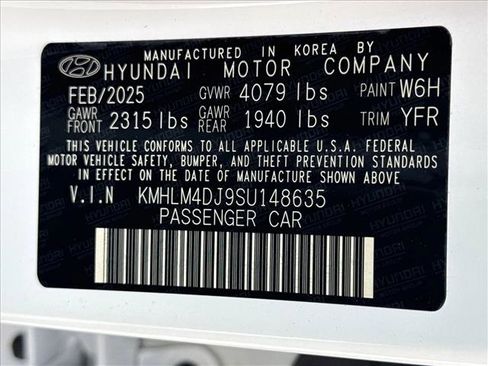 MANUFACTURED IN KOREA BY
HYUNDAI MOTOR COMPANY
FEB/2025 GVWR 4079 lbs PAINT W6H
GAWR FRONT 2315 lbs GAWR REAR 1940 lbs TRIM YFR
THIS VEHICLE CONFORMS TO ALL APPLICABLE U.S.A. FEDERAL
MOTOR VEHICLE SAFETY, BUMPER, AND THEFT PREVENTION STANDARDS
IN EFFECT ON THE DATE OF MANUFACTURE SHOWN ABOVE.
V.I.N KMHLM4DJ9SU148635
PASSENGER CAR